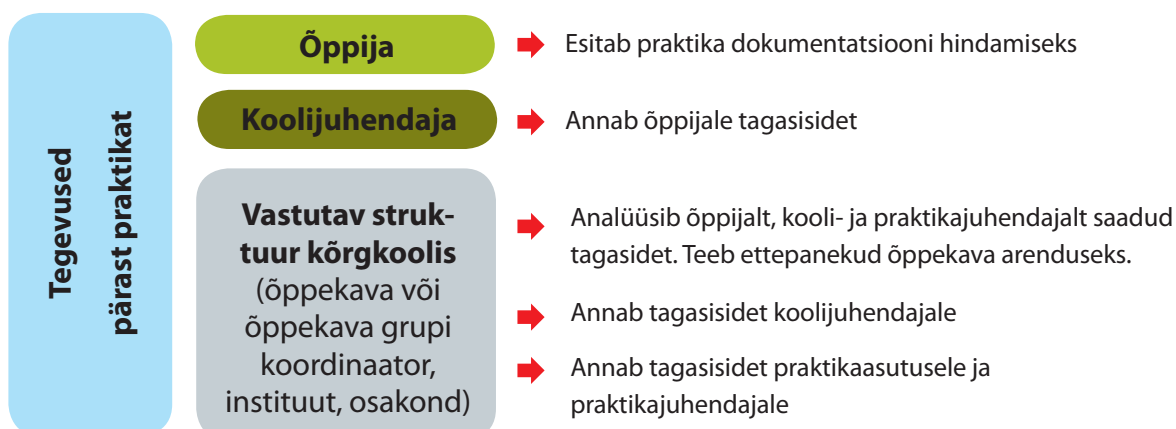 Tegevused
pärast praktikat
Õppija
Esitab praktika dokumentatsiooni hindamiseks
Koolijuhendaja
Annab õppijale tagasisidet
Vastutav struk-
tuur kõrgkoolis
(õppekava või
õppekava grupi
koordinaator,
instituut, osakond)
Analüüsib õppijalt, kooli- ja praktikajuhendajalt saadud
tagasidet. Teeb ettepanekud õppekava arenduseks.
Annab tagasisidet koolijuhendajale
Annab tagasisidet praktikaasutusele ja
praktikajuhendajale